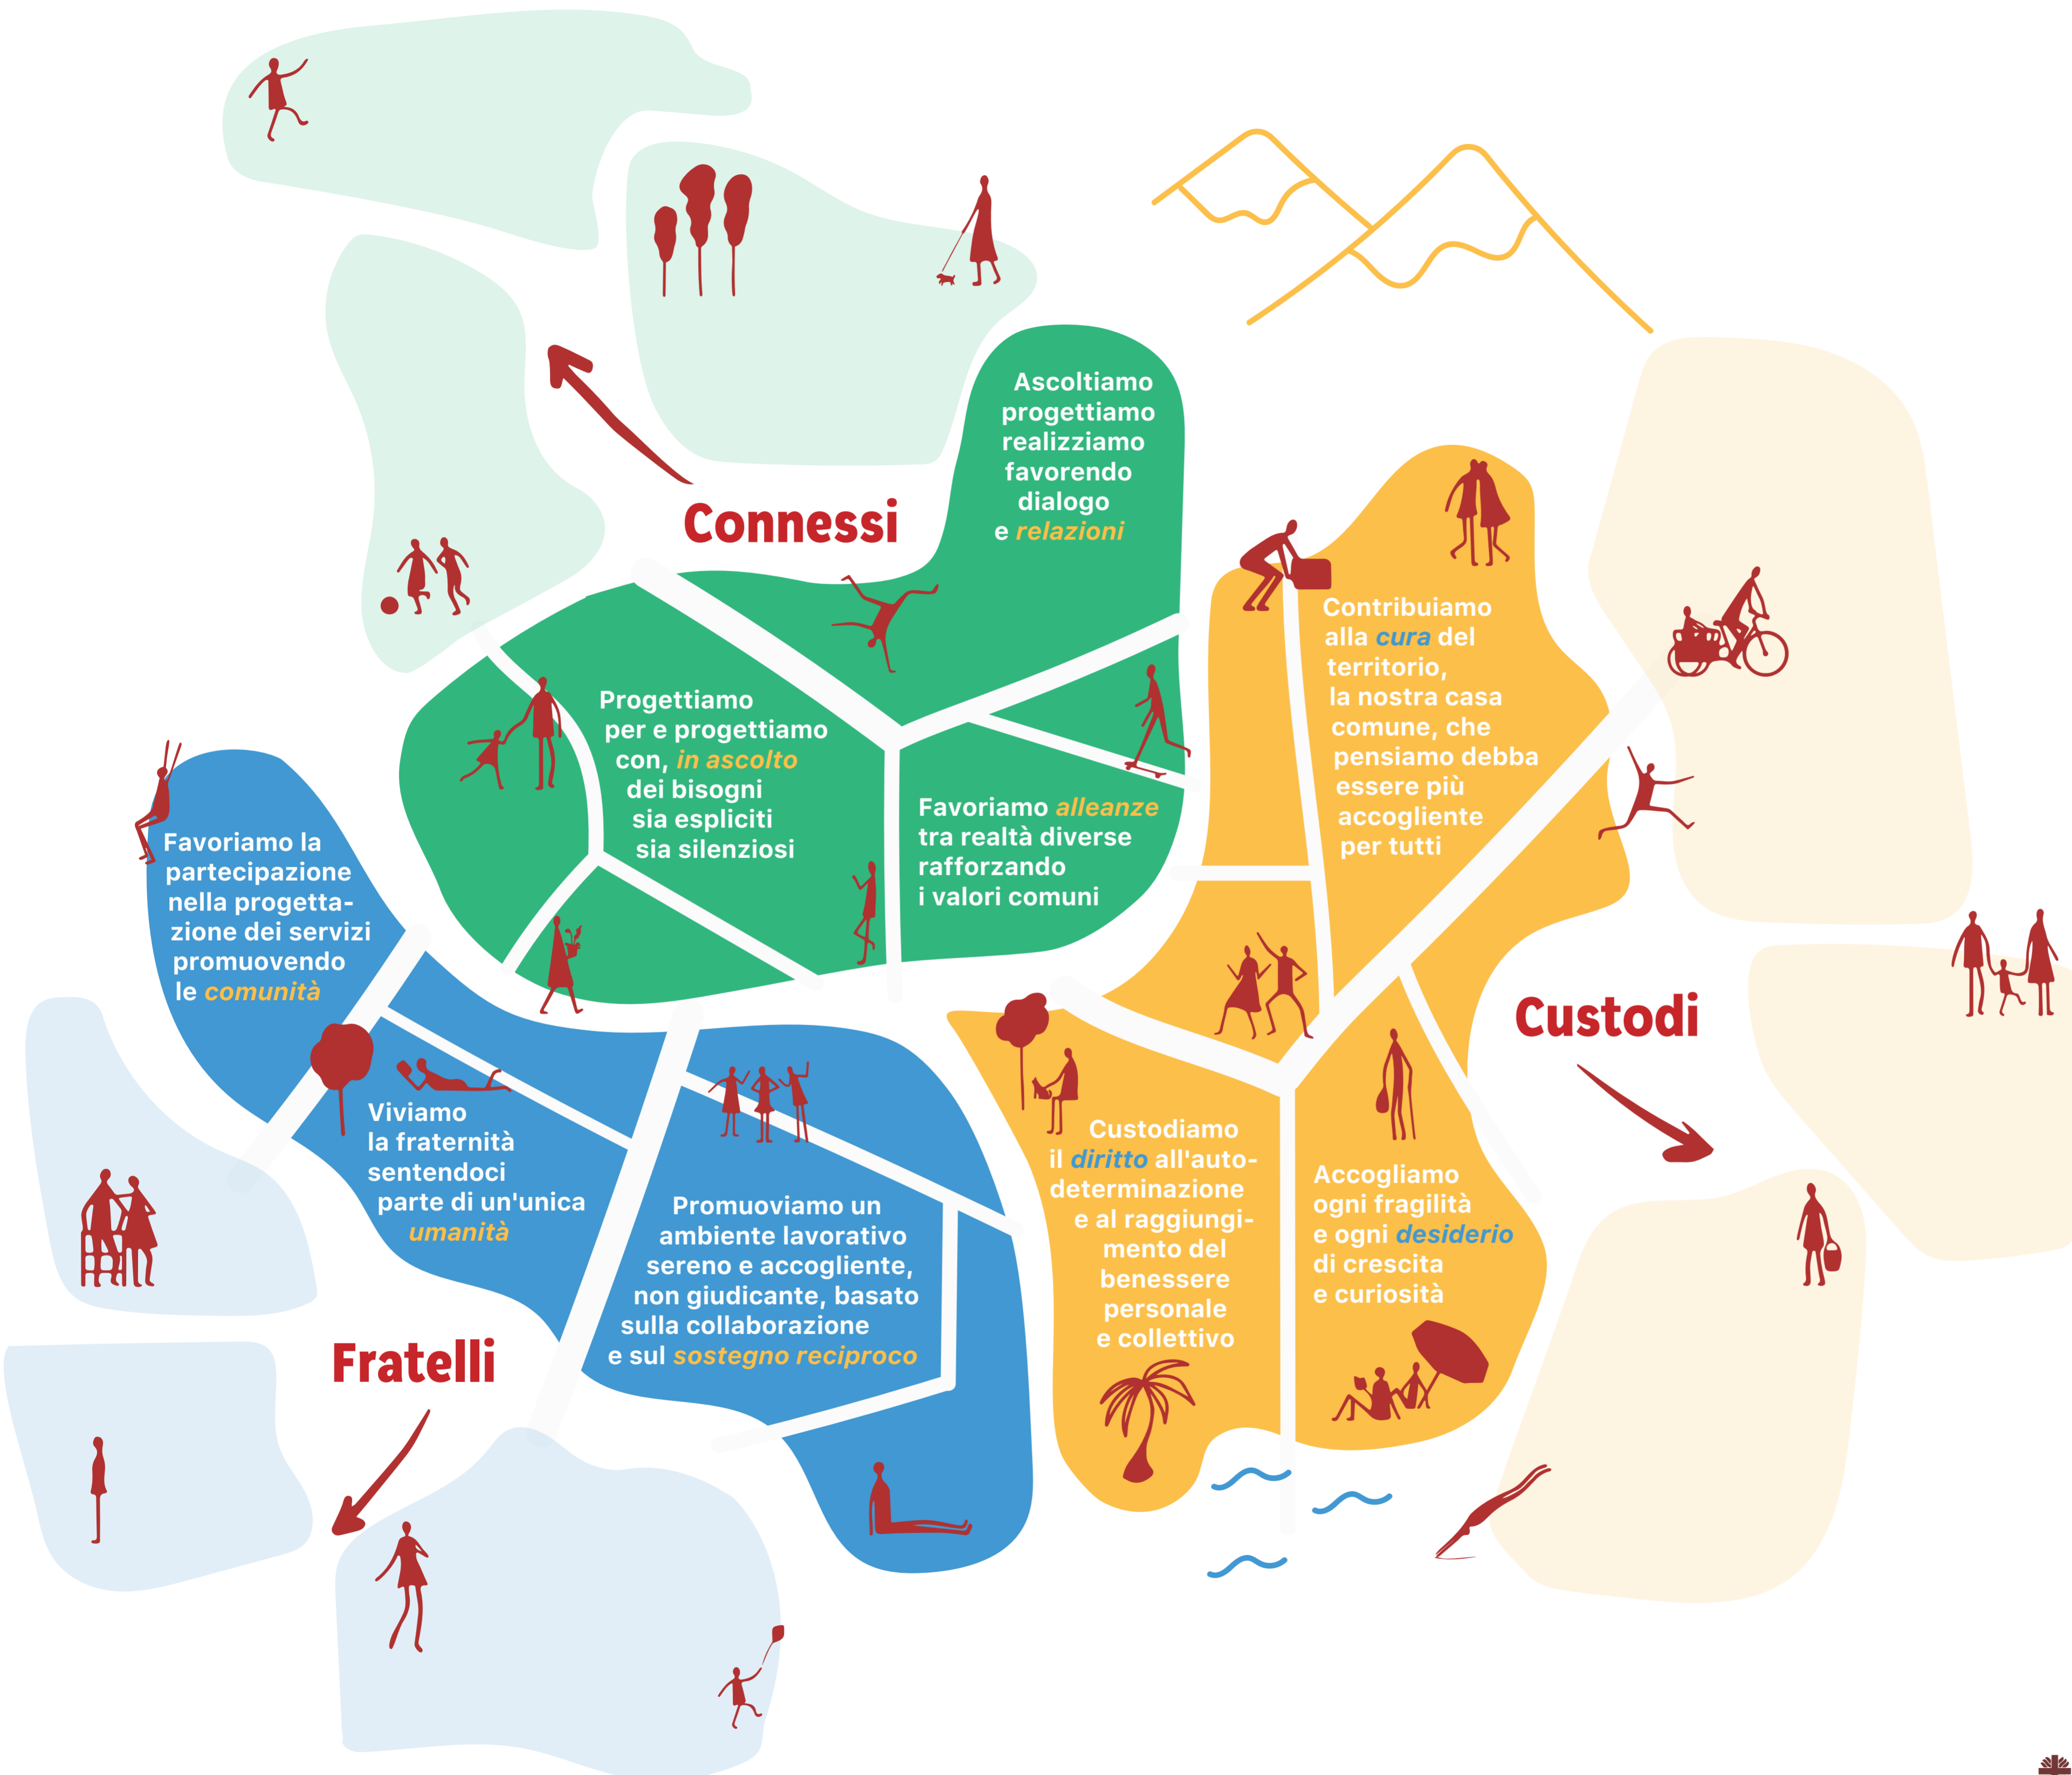 Connessi
Ascoltiamo
progettiamo
realizziamo
favorendo
dialogo
e relazioni
Progettiamo
per e progettiamo
con, in ascolto
dei bisogni
sia espliciti
sia silenziosi
Favoriamo alleanze
tra realtà diverse
rafforzando
i valori comuni
Custodi
Contribuiamo
alla cura del
territorio,
la nostra casa
comune, che
pensiamo debba
essere più
accogliente
per tutti
Custodiamo
il diritto all'auto-
determinazione
e al raggiungi-
mento del
benessere
personale
e collettivo
Accogliamo
ogni fragilità
e ogni desiderio
di crescita
e curiosità
Fratelli
Favoriamo la
partecipazione
nella progetta-
zione dei servizi
promuovendo
le comunità
Viviamo
la fraternità
sentendoci
parte di un'unica
umanità
Promuoviamo un
ambiente lavorativo
sereno e accogliente,
non giudicante, basato
sulla collaborazione
e sul sostegno reciproco